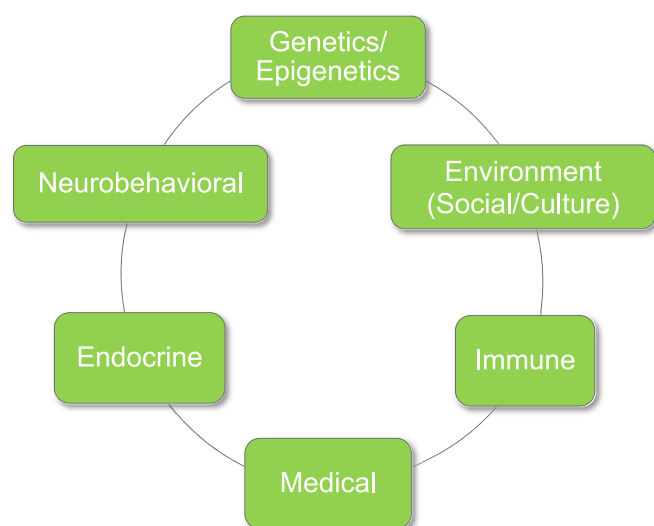 Genetics/
Epigenetics
Neurobehavioral
Environment
(Social/Culture)
Endocrine
Immune
Medical